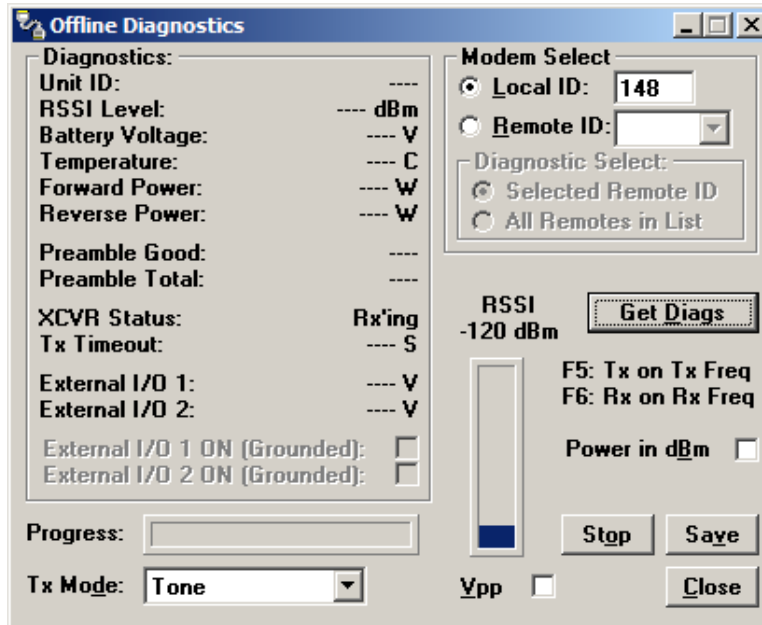 Offline Diagnostics
Diagnostics:
Unit ID: ----
RSSI Level: ---- dBm
Battery Voltage: ---- V
Temperature: ---- C
Forward Power: ---- W
Reverse Power: ---- W
Preamble Good: ----
Preamble Total: ----
XCVR Status: Rx'ing
Tx Timeout: ---- S
External I/O 1: ---- V
External I/O 2: ---- V
External I/O 1 ON (Grounded):
External I/O 2 ON (Grounded):
Progress:
Tx Mode: Tone
Modem Select
Local ID: 148
Remote ID:
Diagnostic Select:
Selected Remote ID
All Remotes in List
RSSI
-120 dBm
Get Diags
F5: Tx on Tx Freq
F6: Rx on Rx Freq
Power in dBm
Stop
Save
Vpp
Close